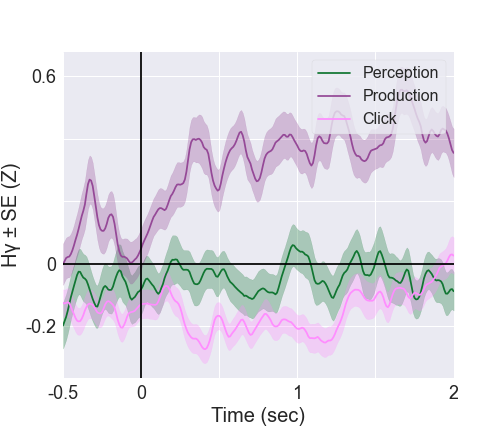 Perception
Production
Click
Hγ ± SE (Z)
0.6
0
-0.2
-0.5
0
1
2
Time (sec)